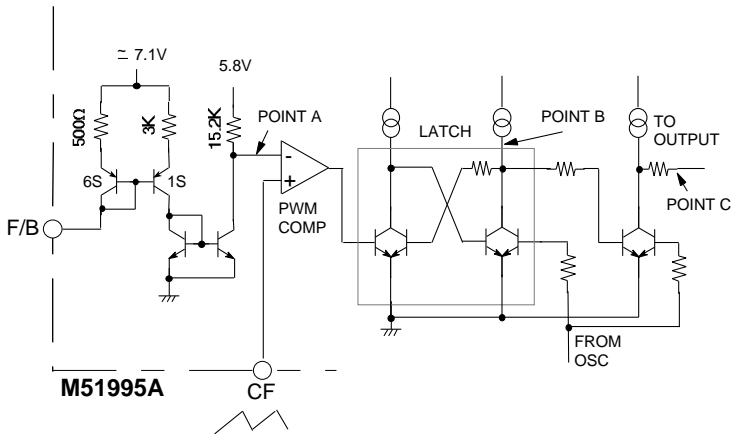 ≃ 7.1V
5.8V
500Ω
3K
15.2K
POINT A
LATCH
POINT B
TO
OUTPUT
POINT C
6S
1S
-
+
PWM
COMP
F/B
FROM
OSC
M51995A
CF